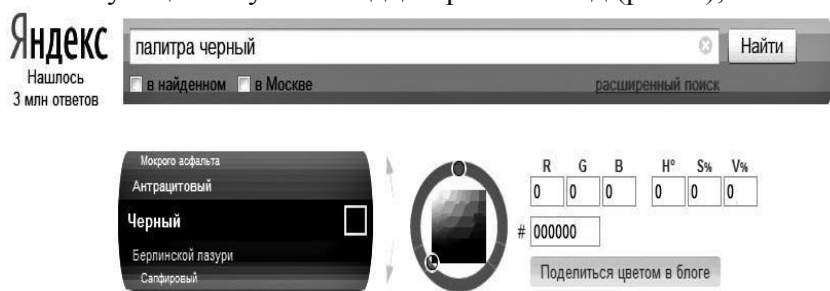 Яндекс
палитра черный
Найти
Нашлось
3 млн ответов
в найденном в Москве
расширенный поиск
Мокрого асфальта
Антрацитовый
Черный
Берлинской лазури
Сапфировый
R G B H° S% V%
0 0 0 0 0 0
# 000000
Поделиться цветом в блоге